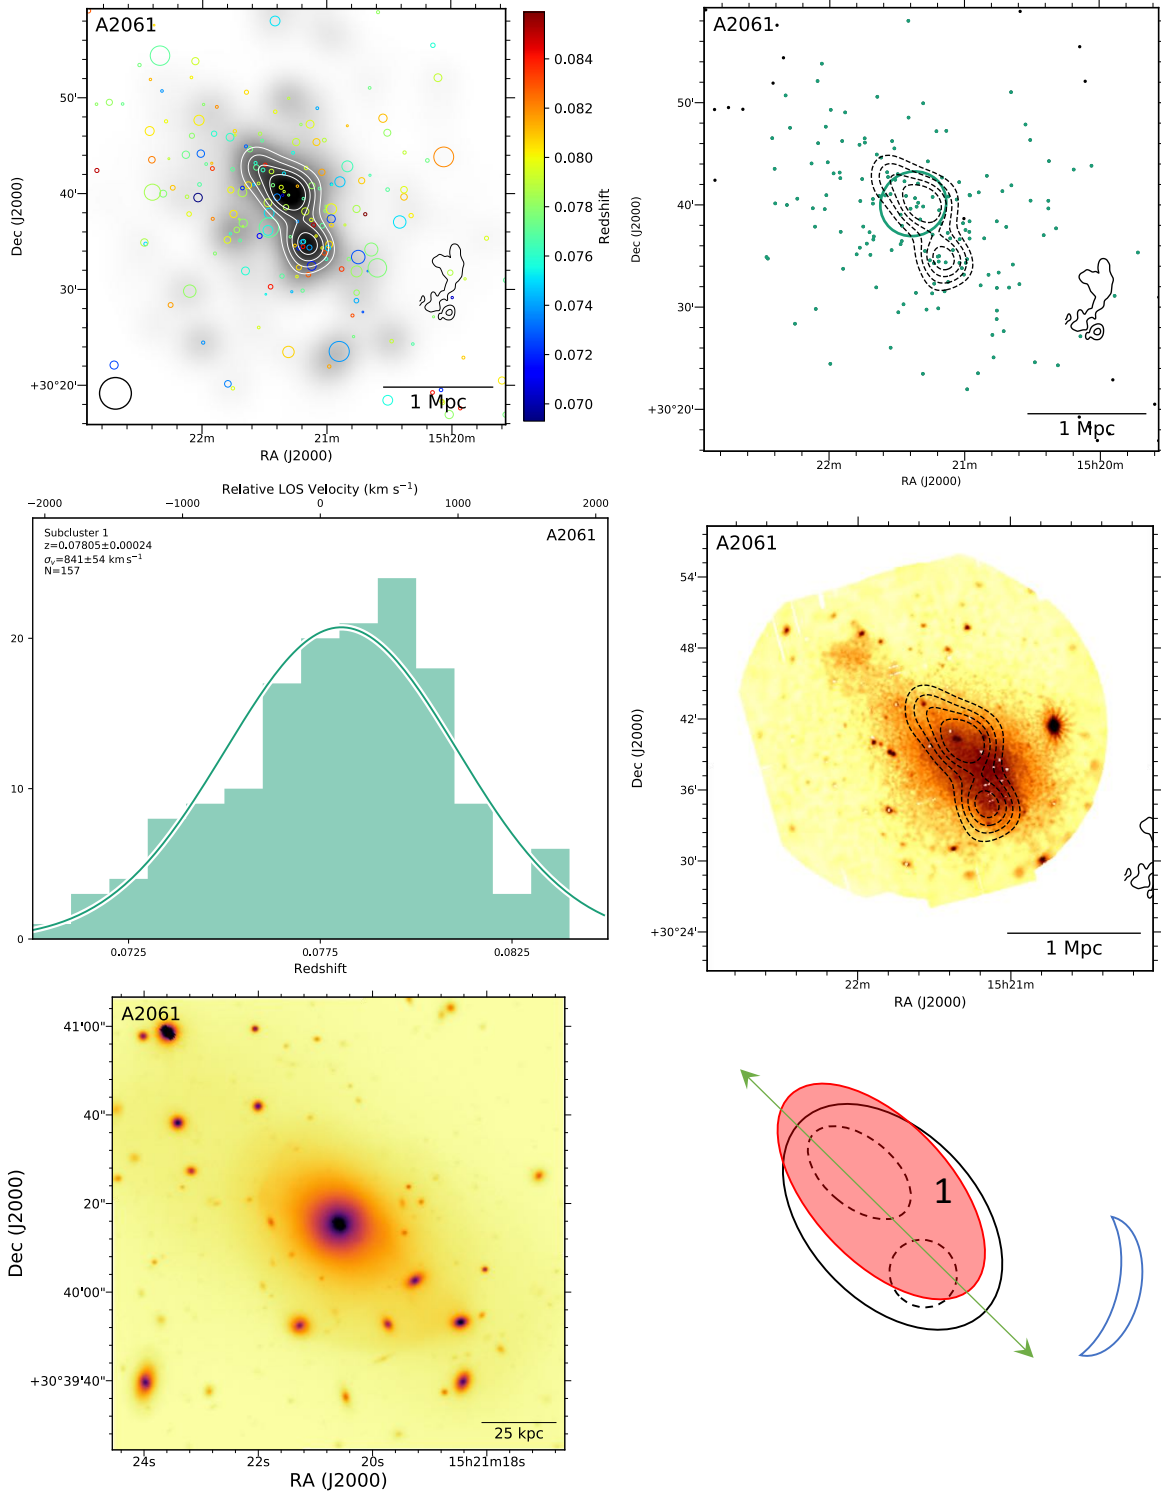 A2061
50'
40'
30'
+30°20'
22m
21m
15h20m
RA (J2000)
Dec (J2000)
1 Mpc
0.084
0.082
0.080
0.078
0.076
0.074
0.072
0.070
Redshift
A2061
50'
40'
30'
+30°20'
22m
21m
15h20m
RA (J2000)
Dec (J2000)
1 Mpc
Relative LOS Velocity (km s⁻¹)
−2000
−1000
0
1000
2000
Subcluster 1
z=0.07805±0.00024
σᵥ=841±54 km s⁻¹
N=157
A2061
20
10
0
0.0725
0.0775
0.0825
Redshift
A2061
54'
48'
42'
36'
30'
+30°24'
22m
15h21m
RA (J2000)
Dec (J2000)
1 Mpc
A2061
41'00"
40"
20"
40'00"
+30°39'40"
24s
22s
20s
15h21m18s
RA (J2000)
Dec (J2000)
25 kpc
1